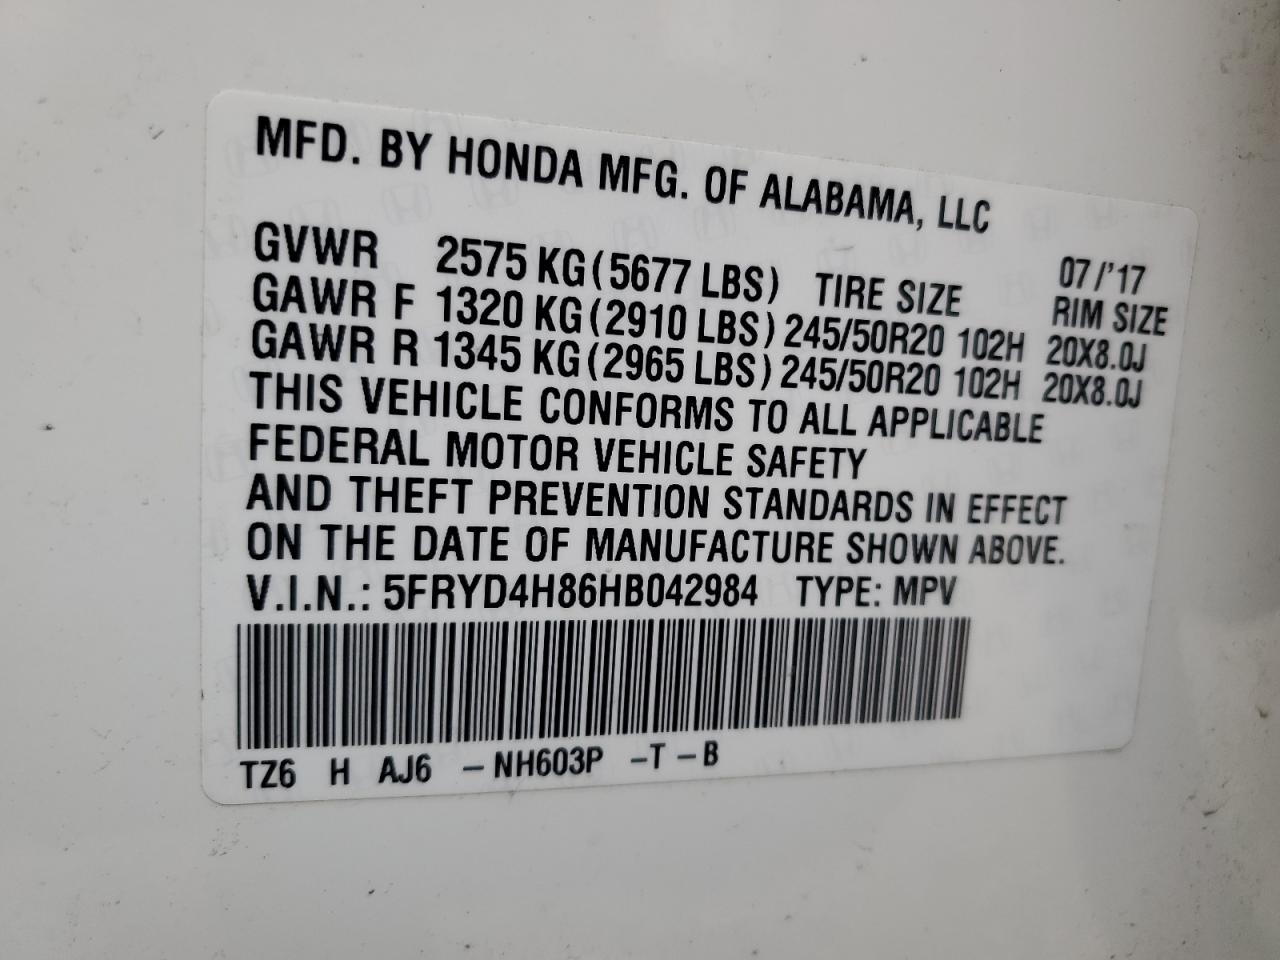 MFD. BY HONDA MFG. OF ALABAMA, LLC
07/'17
GVWR 2575 KG (5677 LBS) TIRE SIZE RIM SIZE
GAWR F 1320 KG (2910 LBS) 245/50R20 102H 20X8.0J
GAWR R 1345 KG (2965 LBS) 245/50R20 102H 20X8.0J
THIS VEHICLE CONFORMS TO ALL APPLICABLE
FEDERAL MOTOR VEHICLE SAFETY
AND THEFT PREVENTION STANDARDS IN EFFECT
ON THE DATE OF MANUFACTURE SHOWN ABOVE.
V.I.N.: 5FRYD4H86HB042984 TYPE: MPV
TZ6 H AJ6 – NH603P –T – B